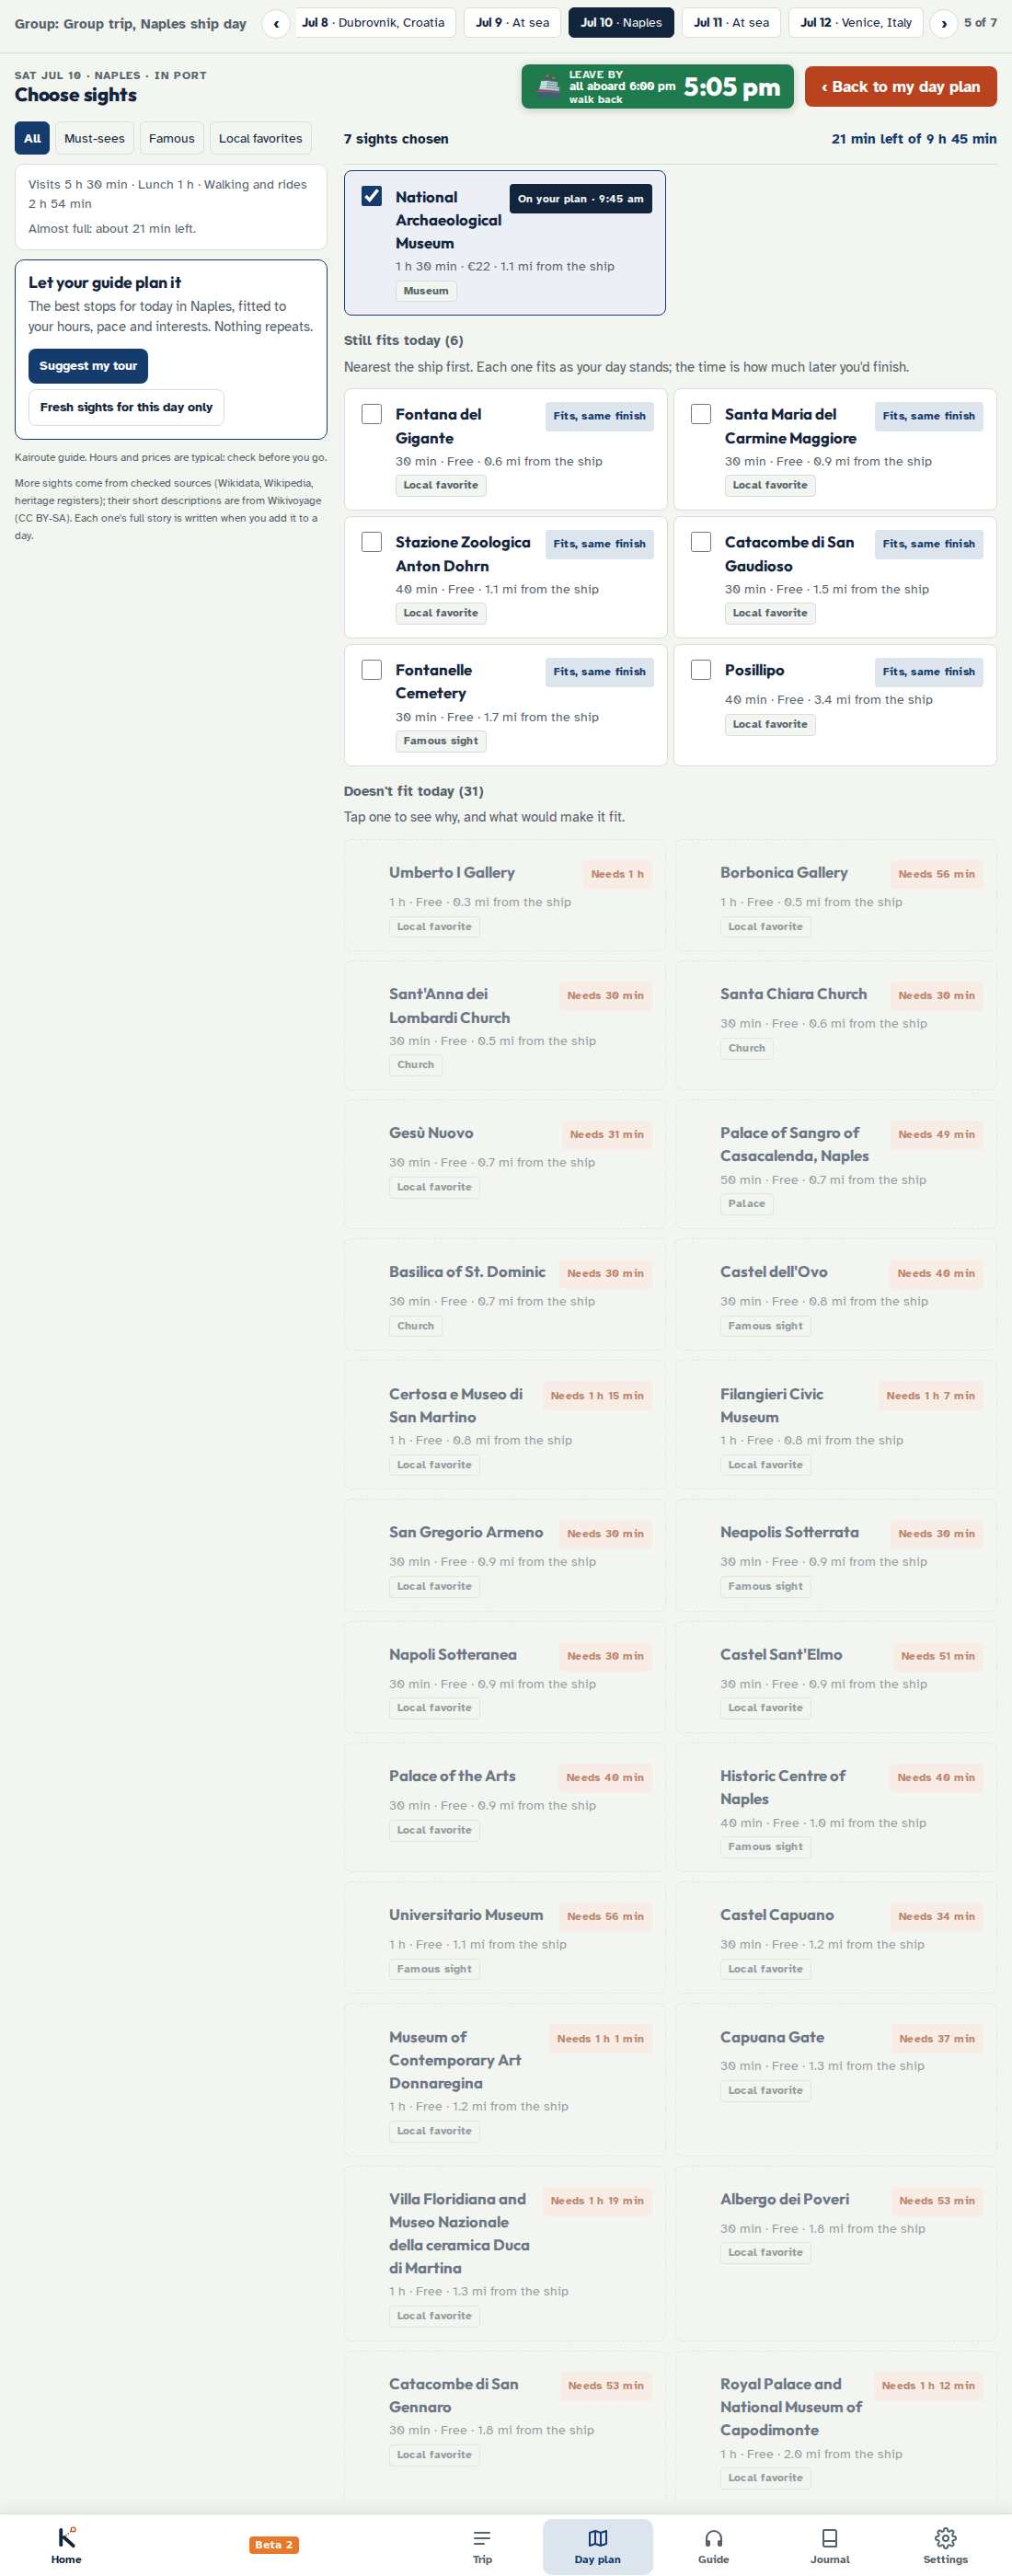 Group: Group trip, Naples ship day
‹
Jul 8 · Dubrovnik, Croatia
Jul 9 · At sea
Jul 10 · Naples
Jul 11 · At sea
Jul 12 · Venice, Italy
›
5 of 7
SAT JUL 10 · NAPLES · IN PORT
Choose sights
LEAVE BY
all aboard 6:00 pm
walk back
5:05 pm
‹ Back to my day plan
All
Must-sees
Famous
Local favorites
Visits 5 h 30 min · Lunch 1 h · Walking and rides
2 h 54 min
Almost full: about 21 min left.
Let your guide plan it
The best stops for today in Naples, fitted to
your hours, pace and interests. Nothing repeats.
Suggest my tour
Fresh sights for this day only
Kairoute guide. Hours and prices are typical: check before you go.
More sights come from checked sources (Wikidata, Wikipedia,
heritage registers); their short descriptions are from Wikivoyage
(CC BY-SA). Each one's full story is written when you add it to a
day.
7 sights chosen
21 min left of 9 h 45 min
National
Archaeological
Museum
On your plan · 9:45 am
1 h 30 min · €22 · 1.1 mi from the ship
Museum
Still fits today (6)
Nearest the ship first. Each one fits as your day stands; the time is how much later you'd finish.
Fontana del
Gigante
Fits, same finish
30 min · Free · 0.6 mi from the ship
Local favorite
Santa Maria del
Carmine Maggiore
Fits, same finish
30 min · Free · 0.9 mi from the ship
Local favorite
Stazione Zoologica
Anton Dohrn
Fits, same finish
40 min · Free · 1.1 mi from the ship
Local favorite
Catacombe di San
Gaudioso
Fits, same finish
30 min · Free · 1.5 mi from the ship
Local favorite
Fontanelle
Cemetery
Fits, same finish
30 min · Free · 1.7 mi from the ship
Famous sight
Posillipo
Fits, same finish
40 min · Free · 3.4 mi from the ship
Local favorite
Doesn't fit today (31)
Tap one to see why, and what would make it fit.
Umberto I Gallery
Needs 1 h
1 h · Free · 0.3 mi from the ship
Local favorite
Borbonica Gallery
Needs 56 min
1 h · Free · 0.5 mi from the ship
Local favorite
Sant'Anna dei
Lombardi Church
Needs 30 min
30 min · Free · 0.5 mi from the ship
Church
Santa Chiara Church
Needs 30 min
30 min · Free · 0.6 mi from the ship
Church
Gesù Nuovo
Needs 31 min
30 min · Free · 0.7 mi from the ship
Local favorite
Palace of Sangro of
Casacalenda, Naples
Needs 49 min
50 min · Free · 0.7 mi from the ship
Palace
Basilica of St. Dominic
Needs 30 min
30 min · Free · 0.7 mi from the ship
Church
Castel dell'Ovo
Needs 40 min
30 min · Free · 0.8 mi from the ship
Famous sight
Certosa e Museo di
San Martino
Needs 1 h 15 min
1 h · Free · 0.8 mi from the ship
Local favorite
Filangieri Civic
Museum
Needs 1 h 7 min
1 h · Free · 0.8 mi from the ship
Local favorite
San Gregorio Armeno
Needs 30 min
30 min · Free · 0.9 mi from the ship
Local favorite
Neapolis Sotterrata
Needs 30 min
30 min · Free · 0.9 mi from the ship
Famous sight
Napoli Sotteranea
Needs 30 min
30 min · Free · 0.9 mi from the ship
Local favorite
Castel Sant'Elmo
Needs 51 min
30 min · Free · 0.9 mi from the ship
Local favorite
Palace of the Arts
Needs 40 min
30 min · Free · 0.9 mi from the ship
Local favorite
Historic Centre of
Naples
Needs 40 min
40 min · Free · 1.0 mi from the ship
Famous sight
Universitario Museum
Needs 56 min
1 h · Free · 1.1 mi from the ship
Famous sight
Castel Capuano
Needs 34 min
30 min · Free · 1.2 mi from the ship
Local favorite
Museum of
Contemporary Art
Donnaregina
Needs 1 h 1 min
1 h · Free · 1.2 mi from the ship
Local favorite
Capuana Gate
Needs 37 min
30 min · Free · 1.3 mi from the ship
Local favorite
Villa Floridiana and
Museo Nazionale
della ceramica Duca
di Martina
Needs 1 h 19 min
1 h · Free · 1.3 mi from the ship
Local favorite
Albergo dei Poveri
Needs 53 min
30 min · Free · 1.8 mi from the ship
Local favorite
Catacombe di San
Gennaro
Needs 53 min
30 min · Free · 1.8 mi from the ship
Local favorite
Royal Palace and
National Museum of
Capodimonte
Needs 1 h 12 min
1 h · Free · 2.0 mi from the ship
Local favorite
Home
Beta 2
Trip
Day plan
Guide
Journal
Settings